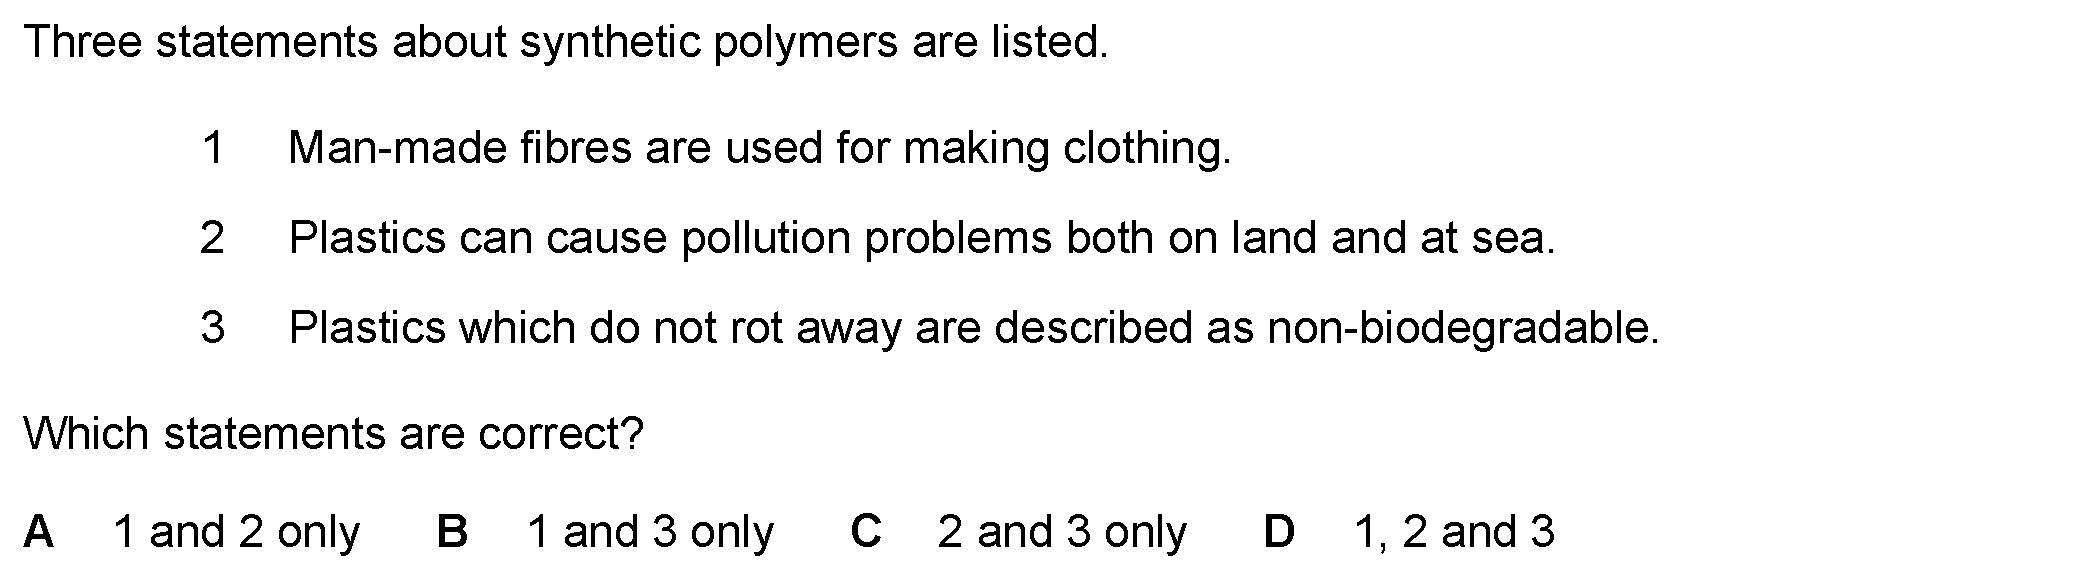 Three statements about synthetic polymers are listed.
1 Man-made fibres are used for making clothing.
2 Plastics can cause pollution problems both on land and at sea.
3 Plastics which do not rot away are described as non-biodegradable.
Which statements are correct?
A 1 and 2 only B 1 and 3 only C 2 and 3 only D 1, 2 and 3